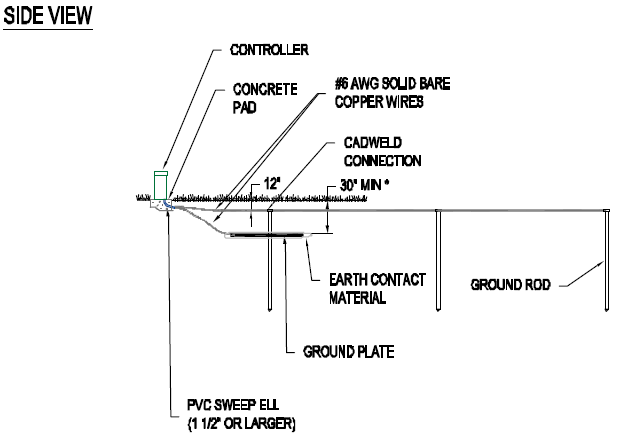 SIDE VIEW
CONTROLLER
CONCRETE
PAD
#6 AWG SOLID BARE
COPPER WIRES
CADWELD
CONNECTION
12"
30" MIN *
EARTH CONTACT
MATERIAL
GROUND ROD
GROUND PLATE
PVC SWEEP ELL
(1 1/2" OR LARGER)